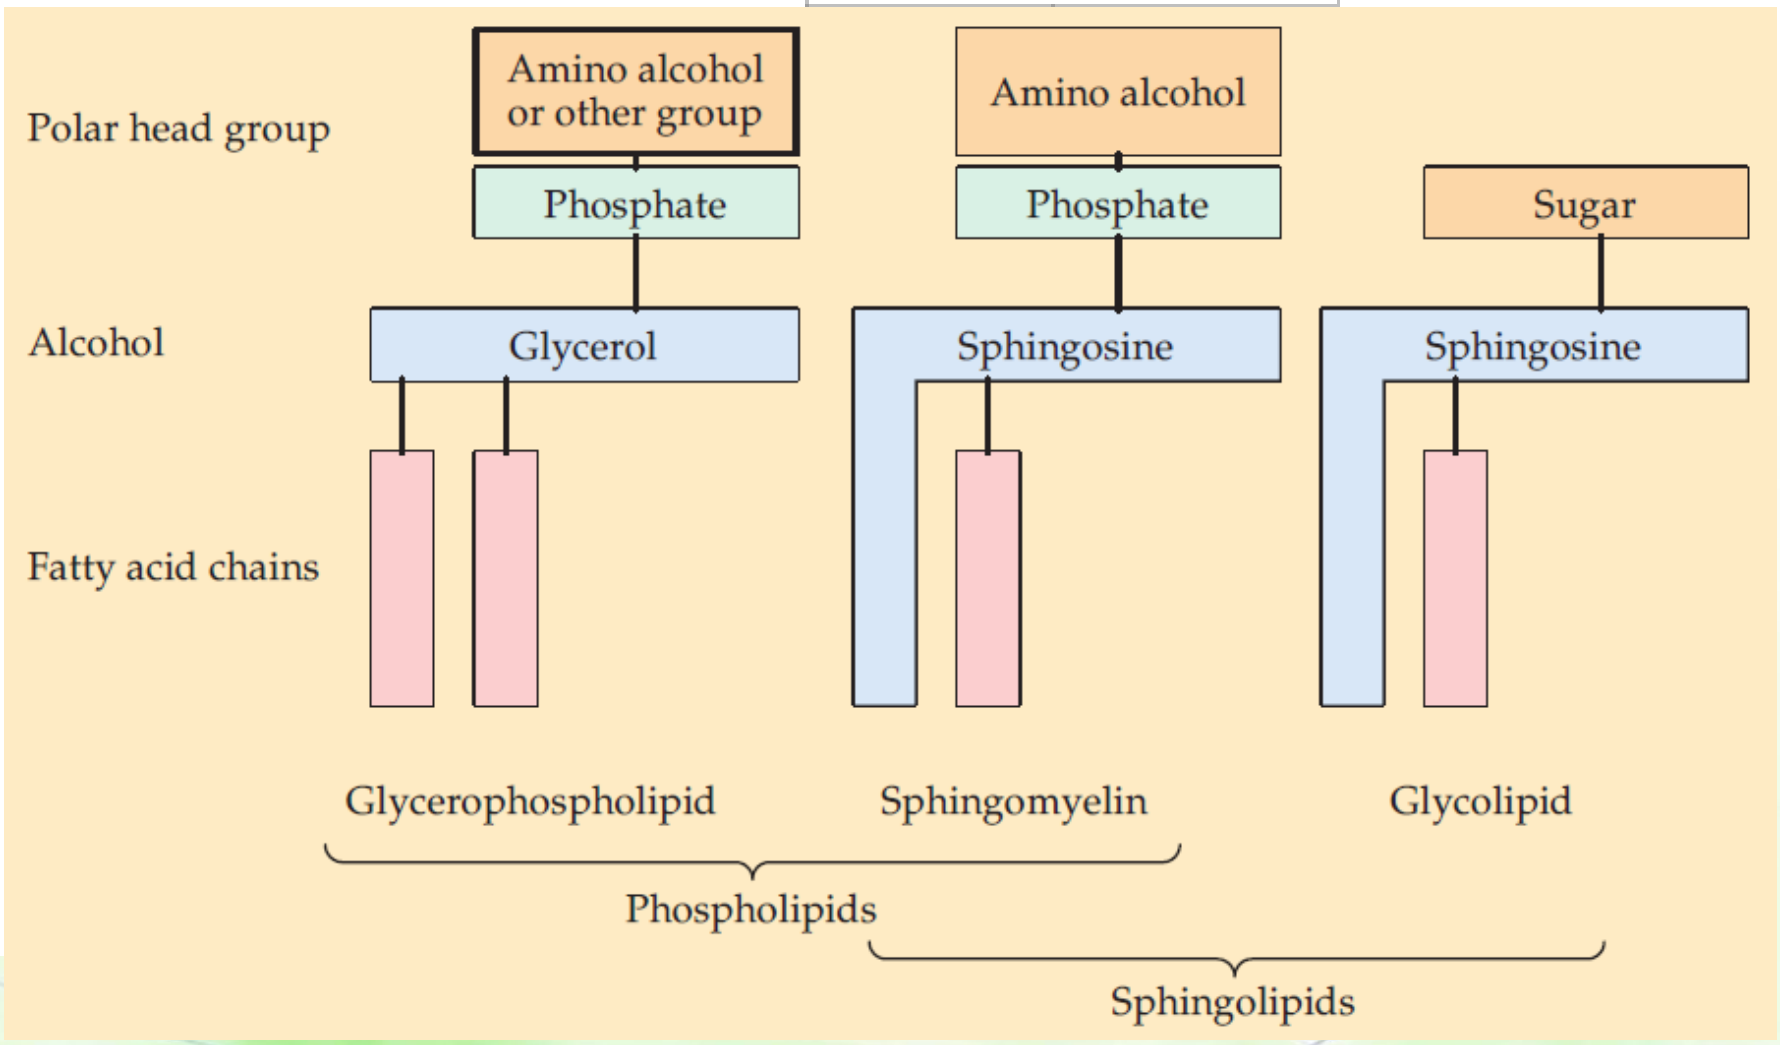 Amino alcohol
or other group
Amino alcohol
Polar head group
Phosphate
Phosphate
Sugar
Alcohol
Glycerol
Sphingosine
Sphingosine
Fatty acid chains
Glycerophospholipid
Sphingomyelin
Glycolipid
Phospholipids
Sphingolipids